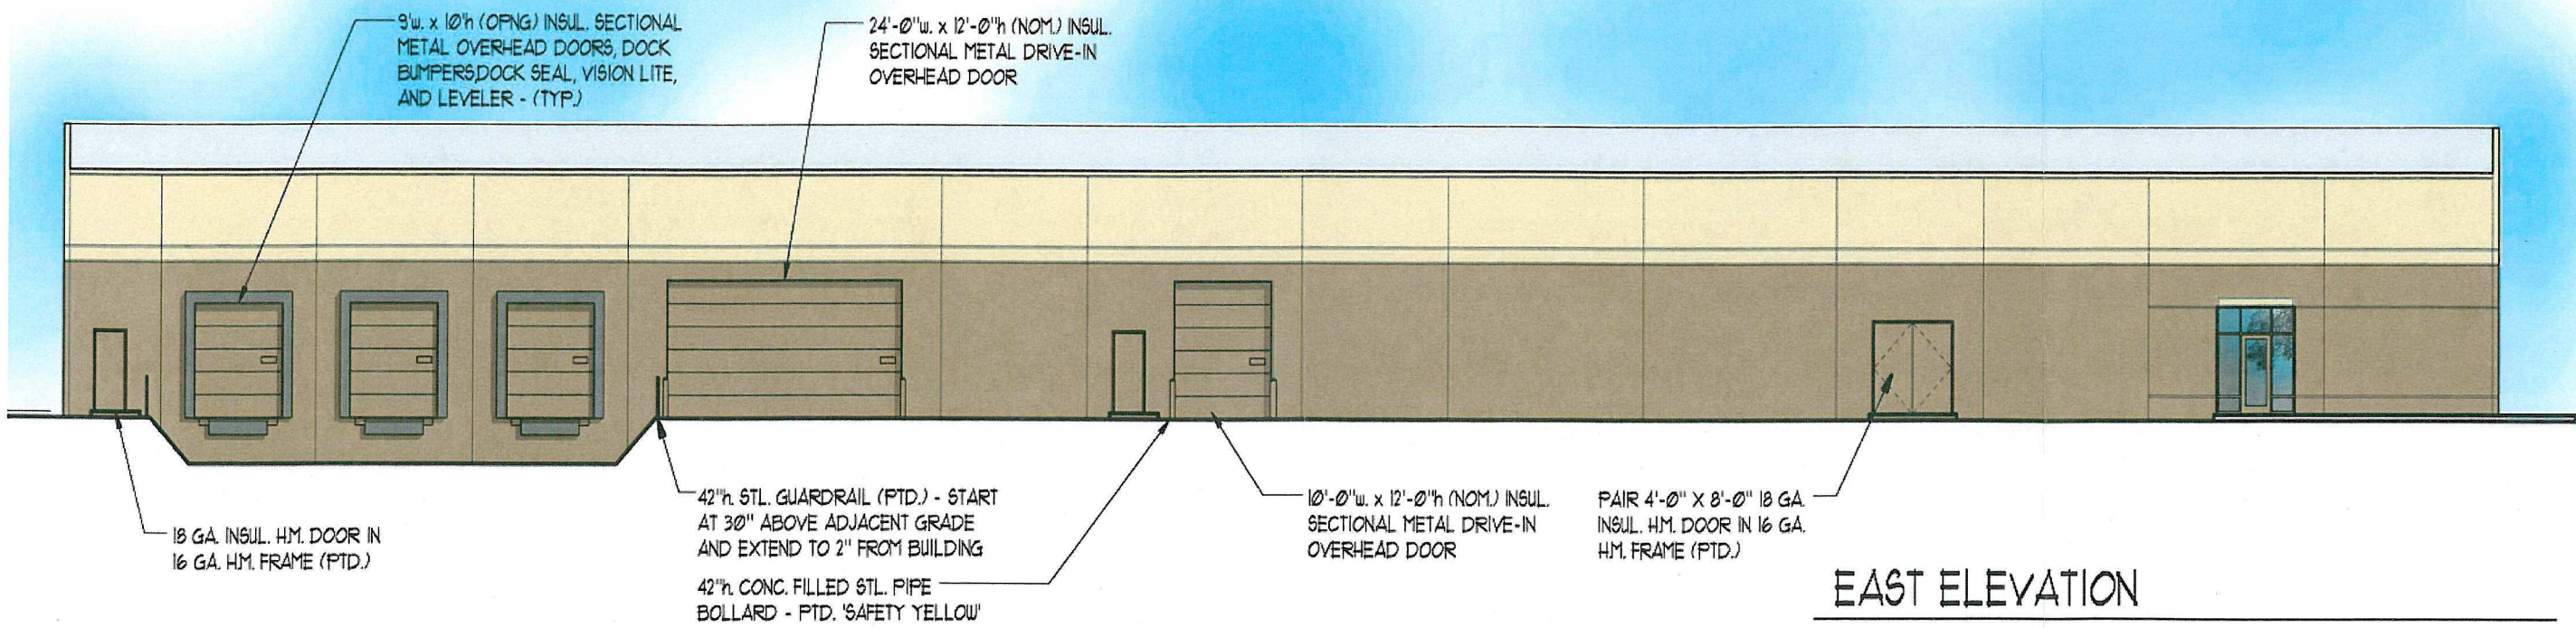 9'w. x 10'h (OPNG) INSUL. SECTIONAL
METAL OVERHEAD DOORS, DOCK
BUMPERS,DOCK SEAL, VISION LITE,
AND LEVELER - (TYP.)
24'-0"w. x 12'-0"h (NOM.) INSUL.
SECTIONAL METAL DRIVE-IN
OVERHEAD DOOR
18 GA. INSUL. H.M. DOOR IN
16 GA. H.M. FRAME (PTD.)
42"h. STL. GUARDRAIL (PTD.) - START
AT 30" ABOVE ADJACENT GRADE
AND EXTEND TO 2" FROM BUILDING
42"h. CONC. FILLED STL. PIPE
BOLLARD - PTD. 'SAFETY YELLOW'
10'-0"w. x 12'-0"h (NOM.) INSUL.
SECTIONAL METAL DRIVE-IN
OVERHEAD DOOR
PAIR 4'-0" X 8'-0" 18 GA.
INSUL. H.M. DOOR IN 16 GA.
H.M. FRAME (PTD.)
EAST ELEVATION